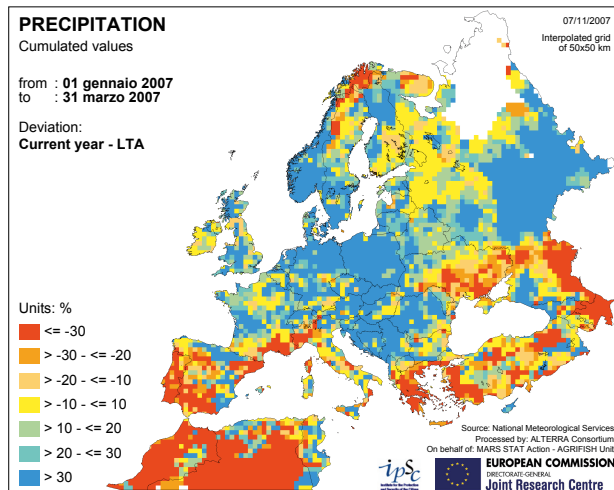 PRECIPITATION
Cumulated values
07/11/2007
Interpolated grid
of 50x50 km
from : 01 gennaio 2007
to : 31 marzo 2007
Deviation:
Current year - LTA
Units: %
<= -30
> -30 - <= -20
> -20 - <= -10
> -10 - <= 10
> 10 - <= 20
> 20 - <= 30
> 30
Source: National Meteorological Services
Processed by: ALTERRA Consortium
On behalf of: MARS STAT Action - AGRIFISH Unit
ipsc
EUROPEAN COMMISSION
DIRECTORATE-GENERAL
Joint Research Centre